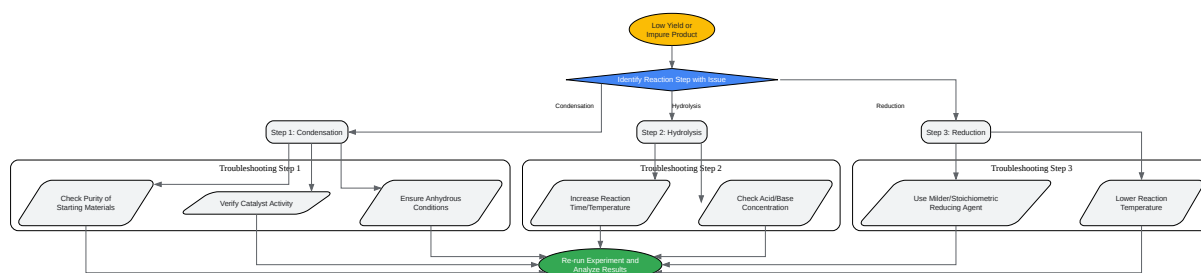 Low Yield or
Impure Product
Identify Reaction Step with Issue
Condensation
Hydrolysis
Reduction
Step 1: Condensation
Step 2: Hydrolysis
Step 3: Reduction
Troubleshooting Step 1
Troubleshooting Step 2
Troubleshooting Step 3
Check Purity of
Starting Materials
Verify Catalyst Activity
Ensure Anhydrous
Conditions
Increase Reaction
Time/Temperature
Check Acid/Base
Concentration
Use Milder/Stoichiometric
Reducing Agent
Lower Reaction
Temperature
Re-run Experiment and
Analyze Results